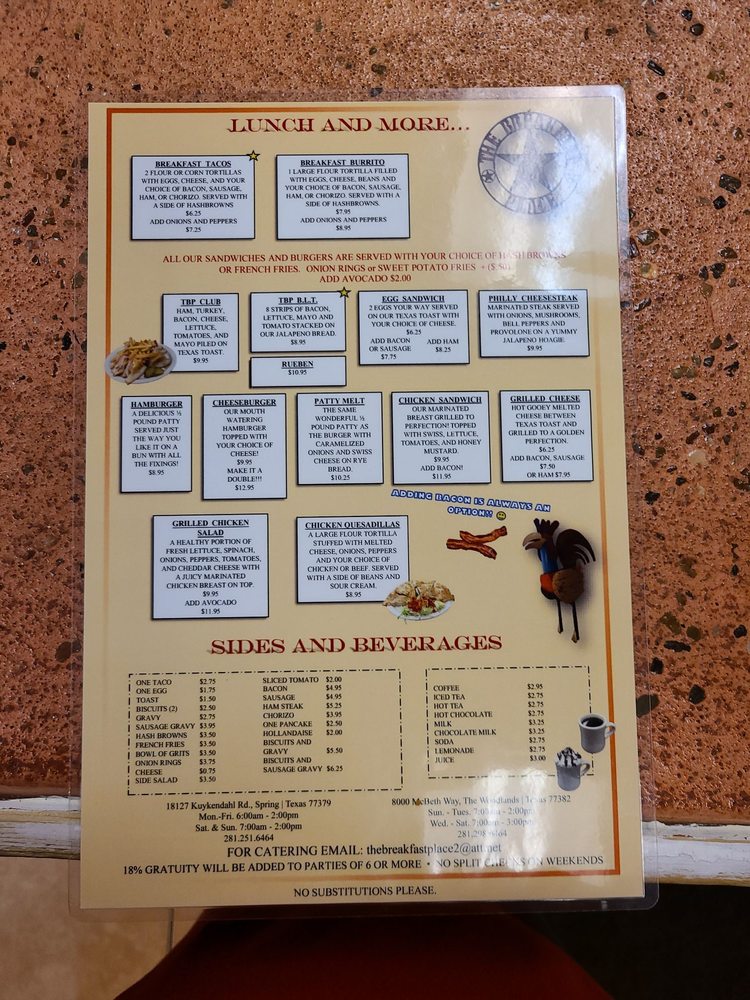 LUNCH AND MORE...
THE BREAKFAST
PLACE
BREAKFAST TACOS
2 FLOUR OR CORN TORTILLAS
WITH EGGS, CHEESE, AND YOUR
CHOICE OF BACON, SAUSAGE,
HAM, OR CHORIZO. SERVED WITH
A SIDE OF HASHBROWNS
$6.25
ADD ONIONS AND PEPPERS
$7.25
BREAKFAST BURRITO
1 LARGE FLOUR TORTILLA FILLED
WITH EGGS, CHEESE, BEANS AND
YOUR CHOICE OF BACON, SAUSAGE,
HAM, OR CHORIZO. SERVED WITH A
SIDE OF HASHBROWNS.
$7.95
ADD ONIONS AND PEPPERS
$8.95
ALL OUR SANDWICHES AND BURGERS ARE SERVED WITH YOUR CHOICE OF HASH BROWNS
OR FRENCH FRIES. ONION RINGS or SWEET POTATO FRIES + ($.50)
ADD AVOCADO $2.00
TBP CLUB
HAM, TURKEY,
BACON, CHEESE,
LETTUCE,
TOMATOES, AND
MAYO PILED ON
TEXAS TOAST.
$9.95
TBP B.L.T.
8 STRIPS OF BACON,
LETTUCE, MAYO AND
TOMATO STACKED ON
OUR JALAPENO BREAD.
$8.95
RUEBEN
$10.95
EGG SANDWICH
2 EGGS YOUR WAY SERVED
ON OUR TEXAS TOAST WITH
YOUR CHOICE OF CHEESE.
$6.25
ADD BACON ADD HAM
OR SAUSAGE $8.25
$7.75
PHILLY CHEESESTEAK
MARINATED STEAK SERVED
WITH ONIONS, MUSHROOMS,
BELL PEPPERS AND
PROVOLONE ON A YUMMY
JALAPENO HOAGIE
$9.95
HAMBURGER
A DELICIOUS ½
POUND PATTY
SERVED JUST
THE WAY YOU
LIKE IT ON A
BUN WITH ALL
THE FIXINGS!
$8.95
CHEESEBURGER
OUR MOUTH
WATERING
HAMBURGER
TOPPED WITH
YOUR CHOICE OF
CHEESE!
$9.95
MAKE IT A
DOUBLE!!!
$12.95
PATTY MELT
THE SAME
WONDERFUL ½
POUND PATTY AS
THE BURGER WITH
CARAMELIZED
ONIONS AND SWISS
CHEESE ON RYE
BREAD.
$10.25
CHICKEN SANDWICH
OUR MARINATED
BREAST GRILLED TO
PERFECTION! TOPPED
WITH SWISS, LETTUCE,
TOMATOES, AND HONEY
MUSTARD.
$9.95
ADD BACON!
$11.95
GRILLED CHEESE
HOT GOOEY MELTED
CHEESE BETWEEN
TEXAS TOAST AND
GRILLED TO A GOLDEN
PERFECTION.
$6.25
ADD BACON, SAUSAGE
$7.50
OR HAM $7.95
ADDING BACON IS ALWAYS AN
OPTION!! ☺
GRILLED CHICKEN
SALAD
A HEALTHY PORTION OF
FRESH LETTUCE, SPINACH,
ONIONS, PEPPERS, TOMATOES,
AND CHEDDAR CHEESE WITH
A JUICY MARINATED
CHICKEN BREAST ON TOP.
$9.95
ADD AVOCADO
$11.95
CHICKEN QUESADILLAS
A LARGE FLOUR TORTILLA
STUFFED WITH MELTED
CHEESE, ONIONS, PEPPERS
AND YOUR CHOICE OF
CHICKEN OR BEEF. SERVED
WITH A SIDE OF BEANS AND
SOUR CREAM.
$8.95
SIDES AND BEVERAGES
ONE TACO $2.75
ONE EGG $1.75
TOAST $1.50
BISCUITS (2) $2.50
GRAVY $2.75
SAUSAGE GRAVY $3.95
HASH BROWNS $3.50
FRENCH FRIES $3.50
BOWL OF GRITS $3.50
ONION RINGS $3.75
CHEESE $0.75
SIDE SALAD $3.50
SLICED TOMATO $2.00
BACON $4.95
SAUSAGE $4.95
HAM STEAK $5.25
CHORIZO $3.95
ONE PANCAKE $2.50
HOLLANDAISE $2.00
BISCUITS AND
GRAVY $5.50
BISCUITS AND
SAUSAGE GRAVY $6.25
COFFEE $2.95
ICED TEA $2.75
HOT TEA $2.75
HOT CHOCOLATE $2.75
MILK $3.25
CHOCOLATE MILK $3.25
SODA $2.75
LEMONADE $2.75
JUICE $3.00
18127 Kuykendahl Rd., Spring | Texas 77379
Mon.-Fri. 6:00am - 2:00pm
Sat. & Sun. 7:00am - 2:00pm
281.251.6464
8000 McBeth Way, The Woodlands | Texas 77382
Sun. - Tues. 7:00am - 2:00pm
Wed. - Sat. 7:00am - 3:00pm
281.298.6464
FOR CATERING EMAIL: thebreakfastplace2@att.net
18% GRATUITY WILL BE ADDED TO PARTIES OF 6 OR MORE • NO SPLIT CHECKS ON WEEKENDS
NO SUBSTITUTIONS PLEASE.